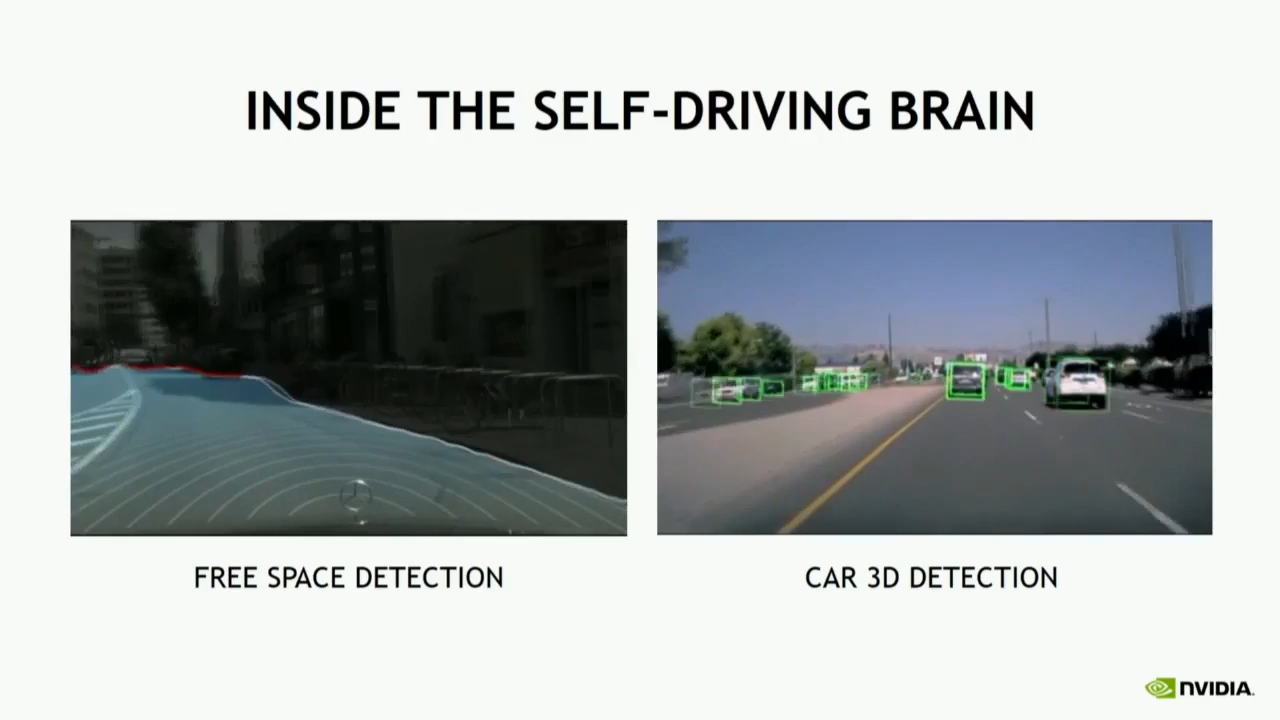 INSIDE THE SELF-DRIVING BRAIN
FREE SPACE DETECTION
CAR 3D DETECTION
NVIDIA.